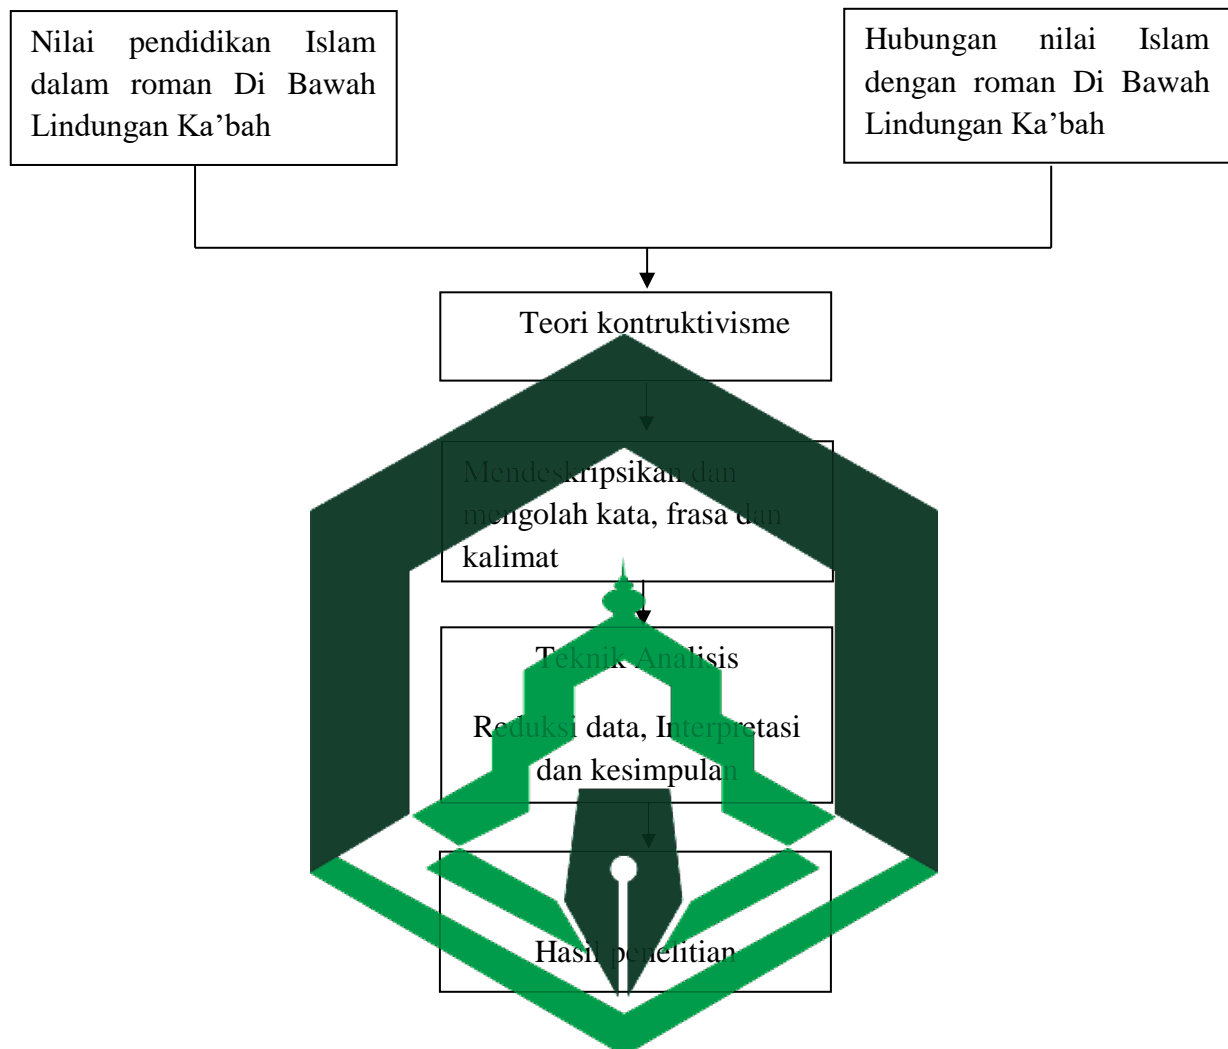 Nilai pendidikan Islam
dalam roman Di Bawah
Lindungan Ka’bah
Hubungan nilai Islam
dengan roman Di Bawah
Lindungan Ka’bah
Teori kontruktivisme
Mendeskripsikan dan
mengolah kata, frasa dan
kalimat
Teknik Analisis
Reduksi data, Interpretasi
dan kesimpulan
Hasil penelitian